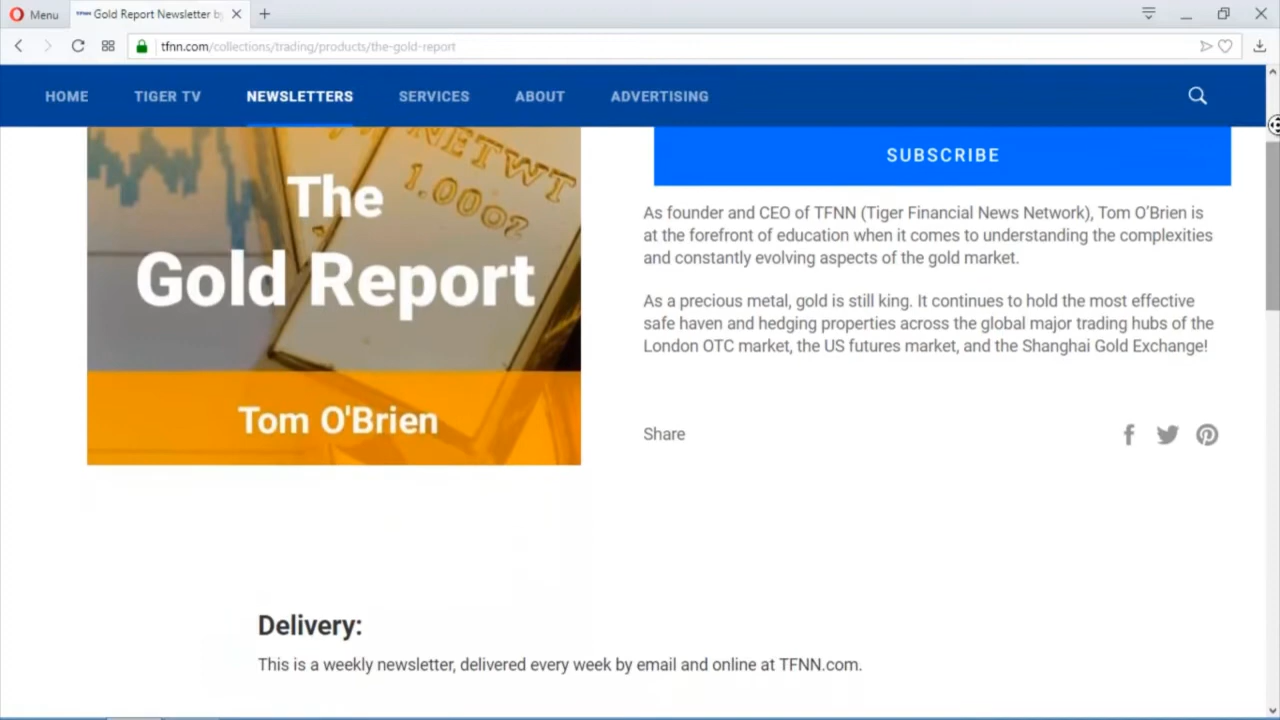 Menu
TFNN Gold Report Newsletter by
tfnn.com/collections/trading/products/the-gold-report
HOME TIGER TV NEWSLETTERS SERVICES ABOUT ADVERTISING
NETWT
1.00OZ
The
Gold Report
Tom O'Brien
SUBSCRIBE
As founder and CEO of TFNN (Tiger Financial News Network), Tom O'Brien is
at the forefront of education when it comes to understanding the complexities
and constantly evolving aspects of the gold market.
As a precious metal, gold is still king. It continues to hold the most effective
safe haven and hedging properties across the global major trading hubs of the
London OTC market, the US futures market, and the Shanghai Gold Exchange!
Share
Delivery:
This is a weekly newsletter, delivered every week by email and online at TFNN.com.